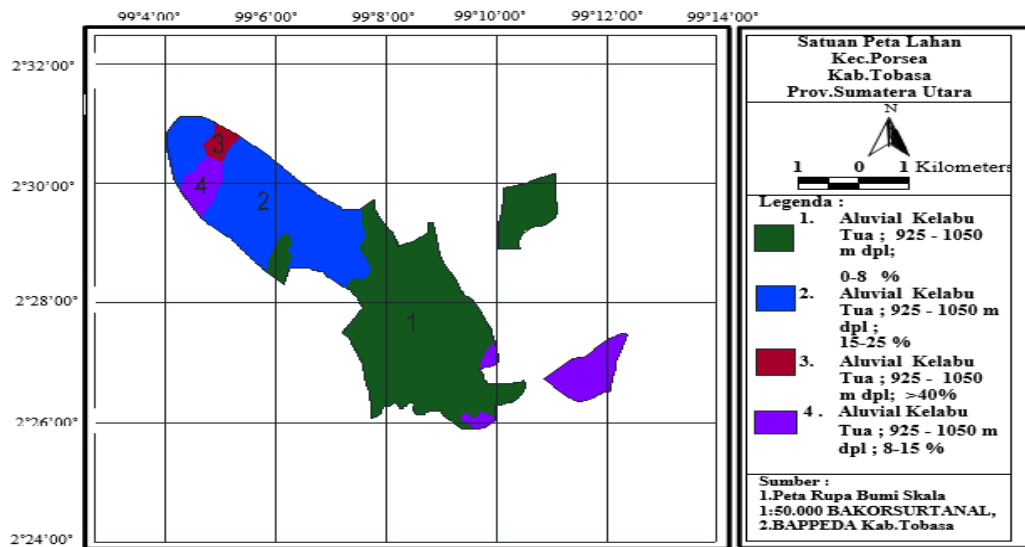 99°4'00" 99°6'00" 99°8'00" 99°10'00" 99°12'00" 99°14'00"
2°32'00"
2°30'00"
2°28'00"
2°26'00"
2°24'00"
3
4
2
1
Satuan Peta Lahan
Kec.Porsea
Kab.Tobasa
Prov.Sumatera Utara
N
1 0 1 Kilometers
Legenda :
1. Aluvial Kelabu
Tua ; 925 - 1050
m dpl;
0-8 %
2. Aluvial Kelabu
Tua ; 925 - 1050 m
dpl ;
15-25 %
3. Aluvial Kelabu
Tua ; 925 - 1050
m dpl; >40%
4 . Aluvial Kelabu
Tua ; 925 - 1050 m
dpl ; 8-15 %
Sumber :
1.Peta Rupa Bumi Skala
1:50.000 BAKORSURTANAL,
2.BAPPEDA Kab.Tobasa